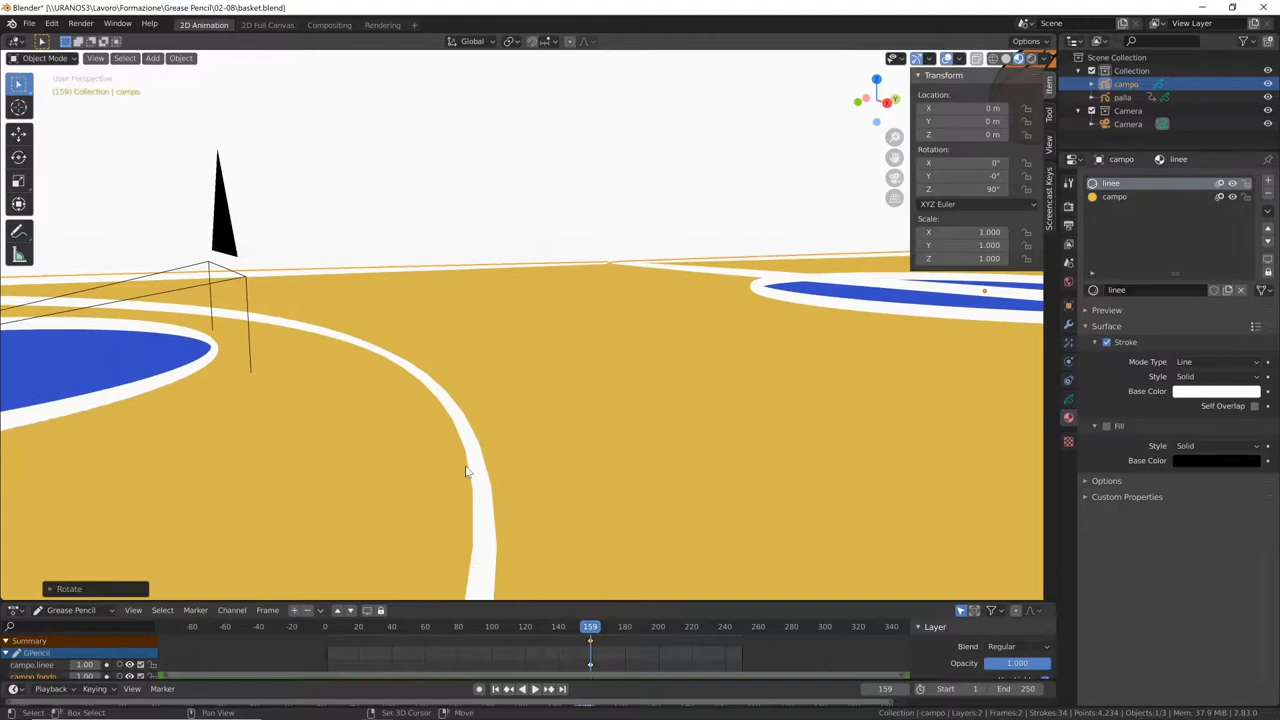 Blender* [\\URANOS3\Lavoro\Formazione\Grease Pencil\02-08\basket.blend]
File Edit Render Window Help 2D Animation 2D Full Canvas Compositing Rendering + Scene View Layer
Global Options
Object Mode View Select Add Object
User Perspective
(159) Collection | campo
Z
X
Y
Transform
Location:
X 0 m
Y 0 m
Z 0 m
Rotation:
X 0°
Y -0°
Z 90°
XYZ Euler
Scale:
X 1.000
Y 1.000
Z 1.000
Item
Tool
View
Screencast Keys
Scene Collection
Collection
campo
palla
Camera
Camera
campo linee
linee
campo
linee
Preview
Surface
Stroke
Mode Type Line
Style Solid
Base Color
Self Overlap
Fill
Style Solid
Base Color
Options
Custom Properties
Rotate
Grease Pencil View Select Marker Channel Frame
-80 -60 -40 -20 0 20 40 60 80 100 120 140 159 180 200 220 240 260 280 300 320 340
Summary
GPencil
campo.linee 1.00
campo.fondo 1.00
Layer
Blend Regular
Opacity 1.000
Playback Keying View Marker 159 Start 1 End 250
Select Box Select Pan View Set 3D Cursor Move Collection | campo | Layers:2 | Frames:2 | Strokes:34 | Points:4,234 | Objects:1/3 | Mem: 37.9 MiB | 2.83.0